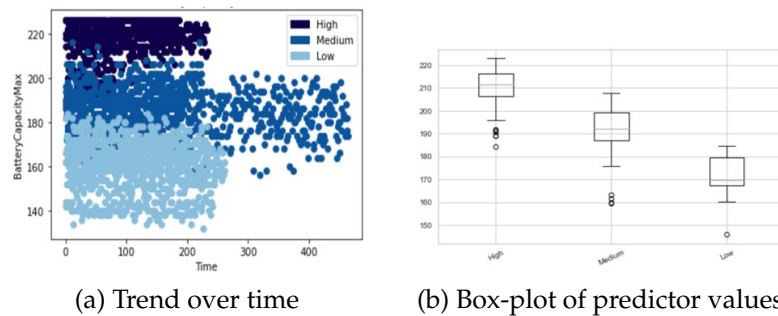 High
Medium
Low
BatteryCapacityMax
220
200
180
160
140
0
100
200
300
400
Time
220
210
200
190
180
170
160
150
High
Medium
Low
(a) Trend over time
(b) Box-plot of predictor values